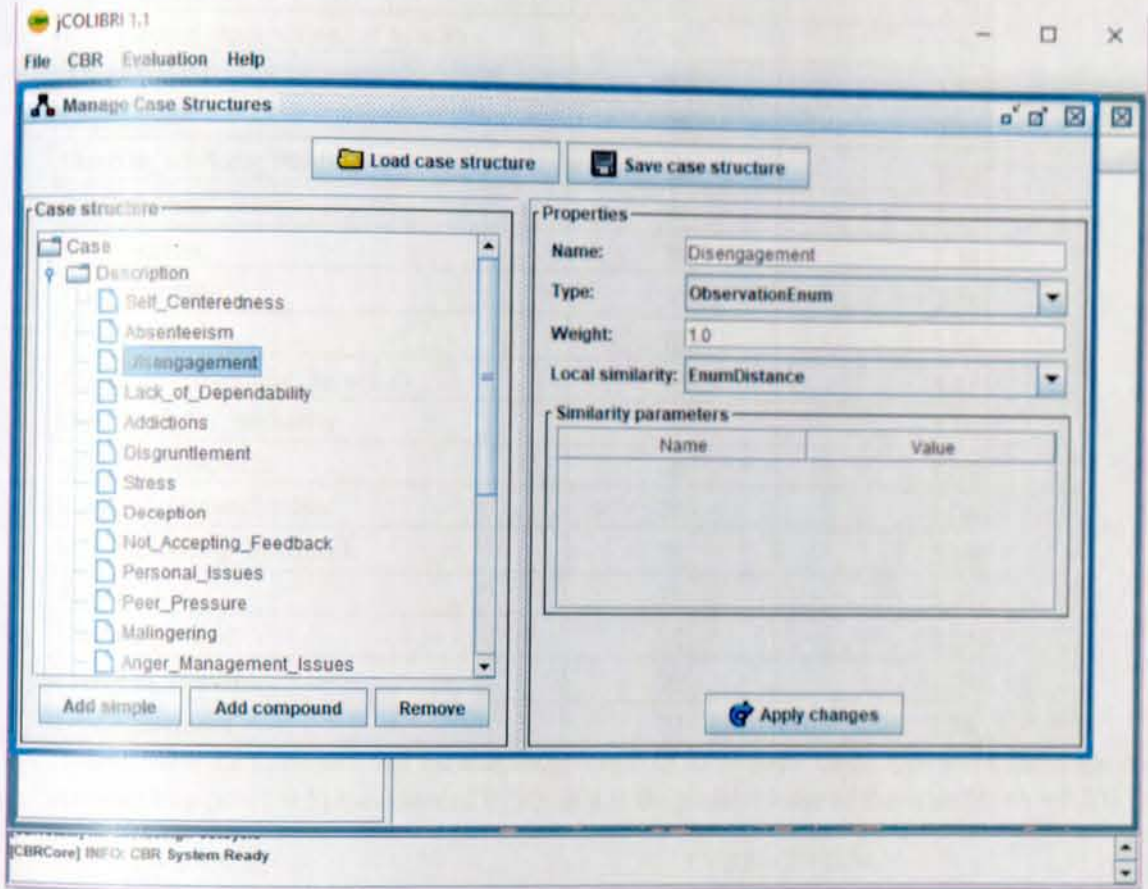 jCOLIBRI 1.1
File CBR Evaluation Help
Manage Case Structures
Load case structure
Save case structure
Case structure
Case
Description
Self_Centeredness
Absenteeism
Disengagement
Lack_of_Dependability
Addictions
Disgruntlement
Stress
Deception
Not_Accepting_Feedback
Personal_Issues
Peer_Pressure
Malingering
Anger_Management_Issues
Add simple
Add compound
Remove
Properties
Name: Disengagement
Type: ObservationEnum
Weight: 1.0
Local similarity: EnumDistance
Similarity parameters
Name Value
Apply changes
[CBRCore] INFO: CBR System Ready